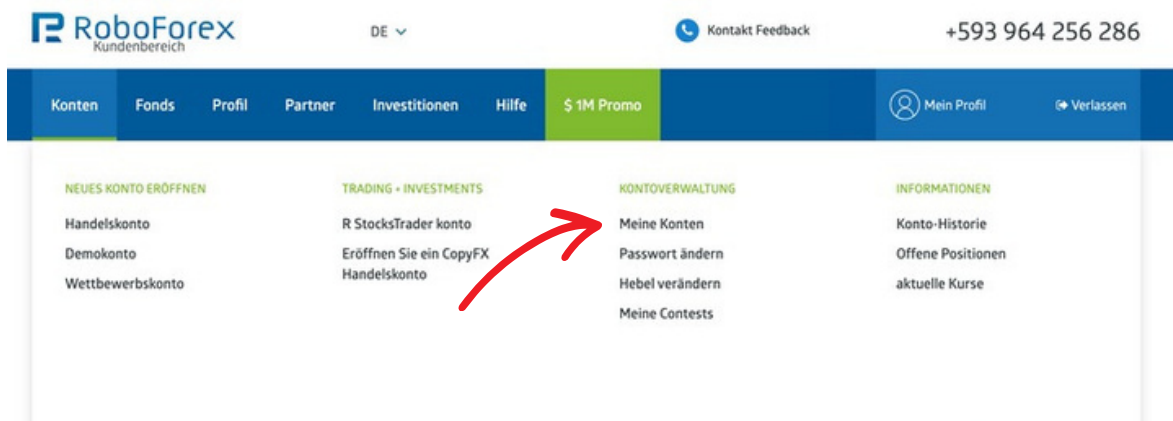 RoboForex
Kundenbereich
DE
Kontakt Feedback
+593 964 256 286
Konten
Fonds
Profil
Partner
Investitionen
Hilfe
$ 1M Promo
Mein Profil
Verlassen
NEUES KONTO ERÖFFNEN
Handelskonto
Demokonto
Wettbewerbskonto
TRADING + INVESTMENTS
R StocksTrader konto
Eröffnen Sie ein CopyFX
Handelskonto
KONTOVERWALTUNG
Meine Konten
Passwort ändern
Hebel verändern
Meine Contests
INFORMATIONEN
Konto-Historie
Offene Positionen
aktuelle Kurse